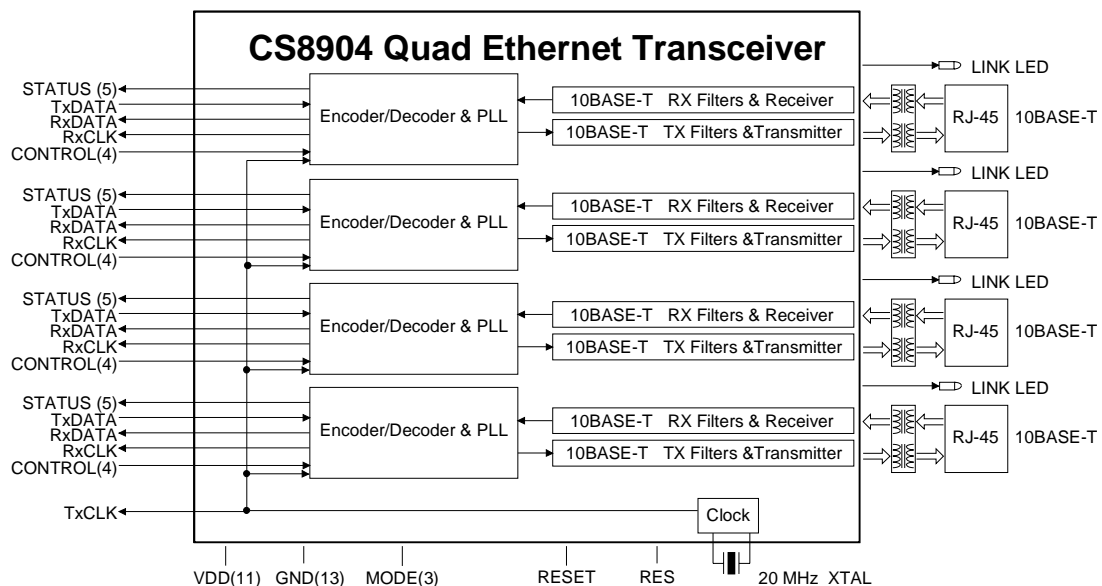 CS8904 Quad Ethernet Transceiver
LINK LED
STATUS (5)
TxDATA
RxDATA
RxCLK
CONTROL(4)
Encoder/Decoder & PLL
10BASE-T RX Filters & Receiver
10BASE-T TX Filters &Transmitter
RJ-45
10BASE-T
LINK LED
STATUS (5)
TxDATA
RxDATA
RxCLK
CONTROL(4)
Encoder/Decoder & PLL
10BASE-T RX Filters & Receiver
10BASE-T TX Filters &Transmitter
RJ-45
10BASE-T
LINK LED
STATUS (5)
TxDATA
RxDATA
RxCLK
CONTROL(4)
Encoder/Decoder & PLL
10BASE-T RX Filters & Receiver
10BASE-T TX Filters &Transmitter
RJ-45
10BASE-T
LINK LED
STATUS (5)
TxDATA
RxDATA
RxCLK
CONTROL(4)
Encoder/Decoder & PLL
10BASE-T RX Filters & Receiver
10BASE-T TX Filters &Transmitter
RJ-45
10BASE-T
TxCLK
Clock
VDD(11)
GND(13)
MODE(3)
RESET
RES
20 MHz XTAL